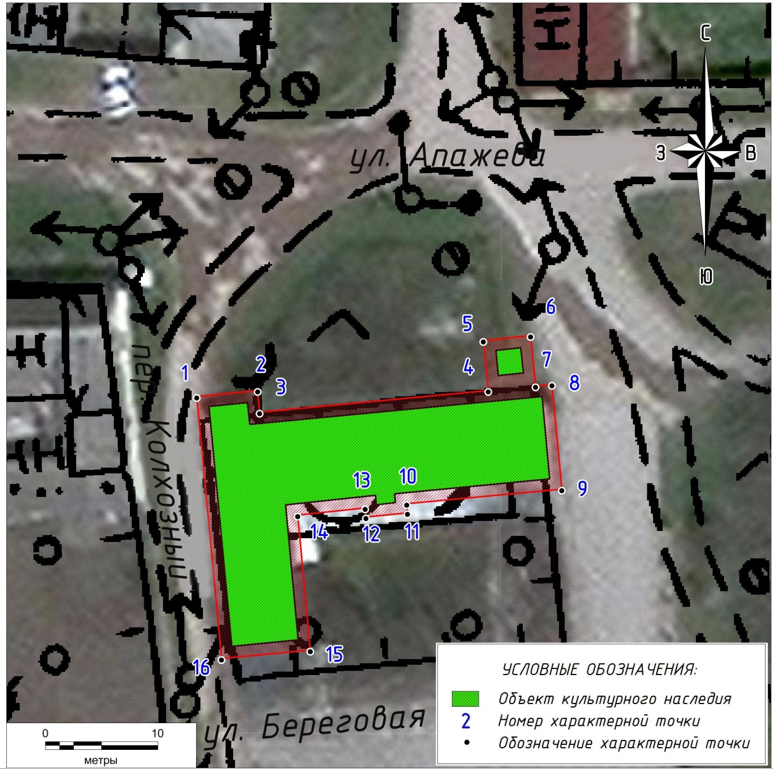 С
ул. Апажева
З
В
Ю
6
5
2
4
7
1
3
8
пер. Колхозный
13
10
9
14
12
11
15
16
ул. Береговая
УСЛОВНЫЕ ОБОЗНАЧЕНИЯ:
Объект культурного наследия
2 Номер характерной точки
Обозначение характерной точки
0 10
метры